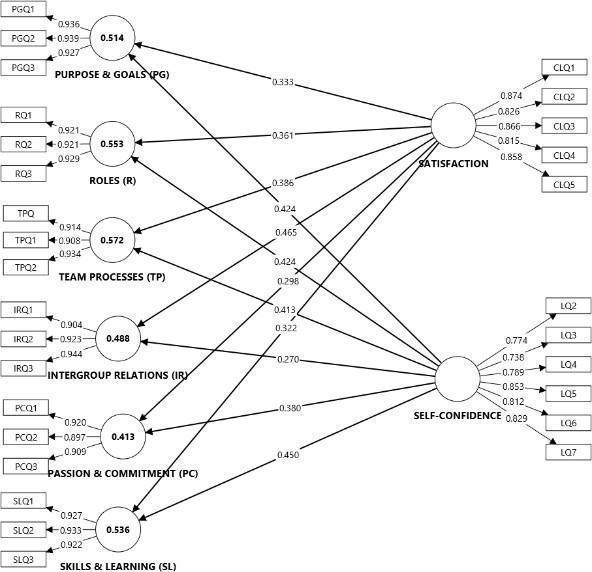 PGQ1
0.936
PGQ2
0.939
0.514
PGQ3
0.927
PURPOSE & GOALS (PG)
RQ1
0.921
RQ2
0.921
0.553
RQ3
0.929
ROLES (R)
TPQ
0.914
TPQ1
0.908
0.572
TPQ2
0.934
TEAM PROCESSES (TP)
IRQ1
0.904
IRQ2
0.923
0.488
IRQ3
0.944
INTERGROUP RELATIONS (IR)
PCQ1
0.920
PCQ2
0.897
0.413
PCQ3
0.909
PASSION & COMMITMENT (PC)
SLQ1
0.927
SLQ2
0.933
0.536
SLQ3
0.922
SKILLS & LEARNING (SL)
0.333
0.361
0.386
0.424
0.465
0.424
0.298
0.413
0.322
0.270
0.380
0.450
SATISFACTION
0.874
CLQ1
0.826
CLQ2
0.866
CLQ3
0.815
CLQ4
0.858
CLQ5
SELF-CONFIDENCE
0.774
LQ2
0.738
LQ3
0.789
LQ4
0.853
LQ5
0.812
LQ6
0.829
LQ7